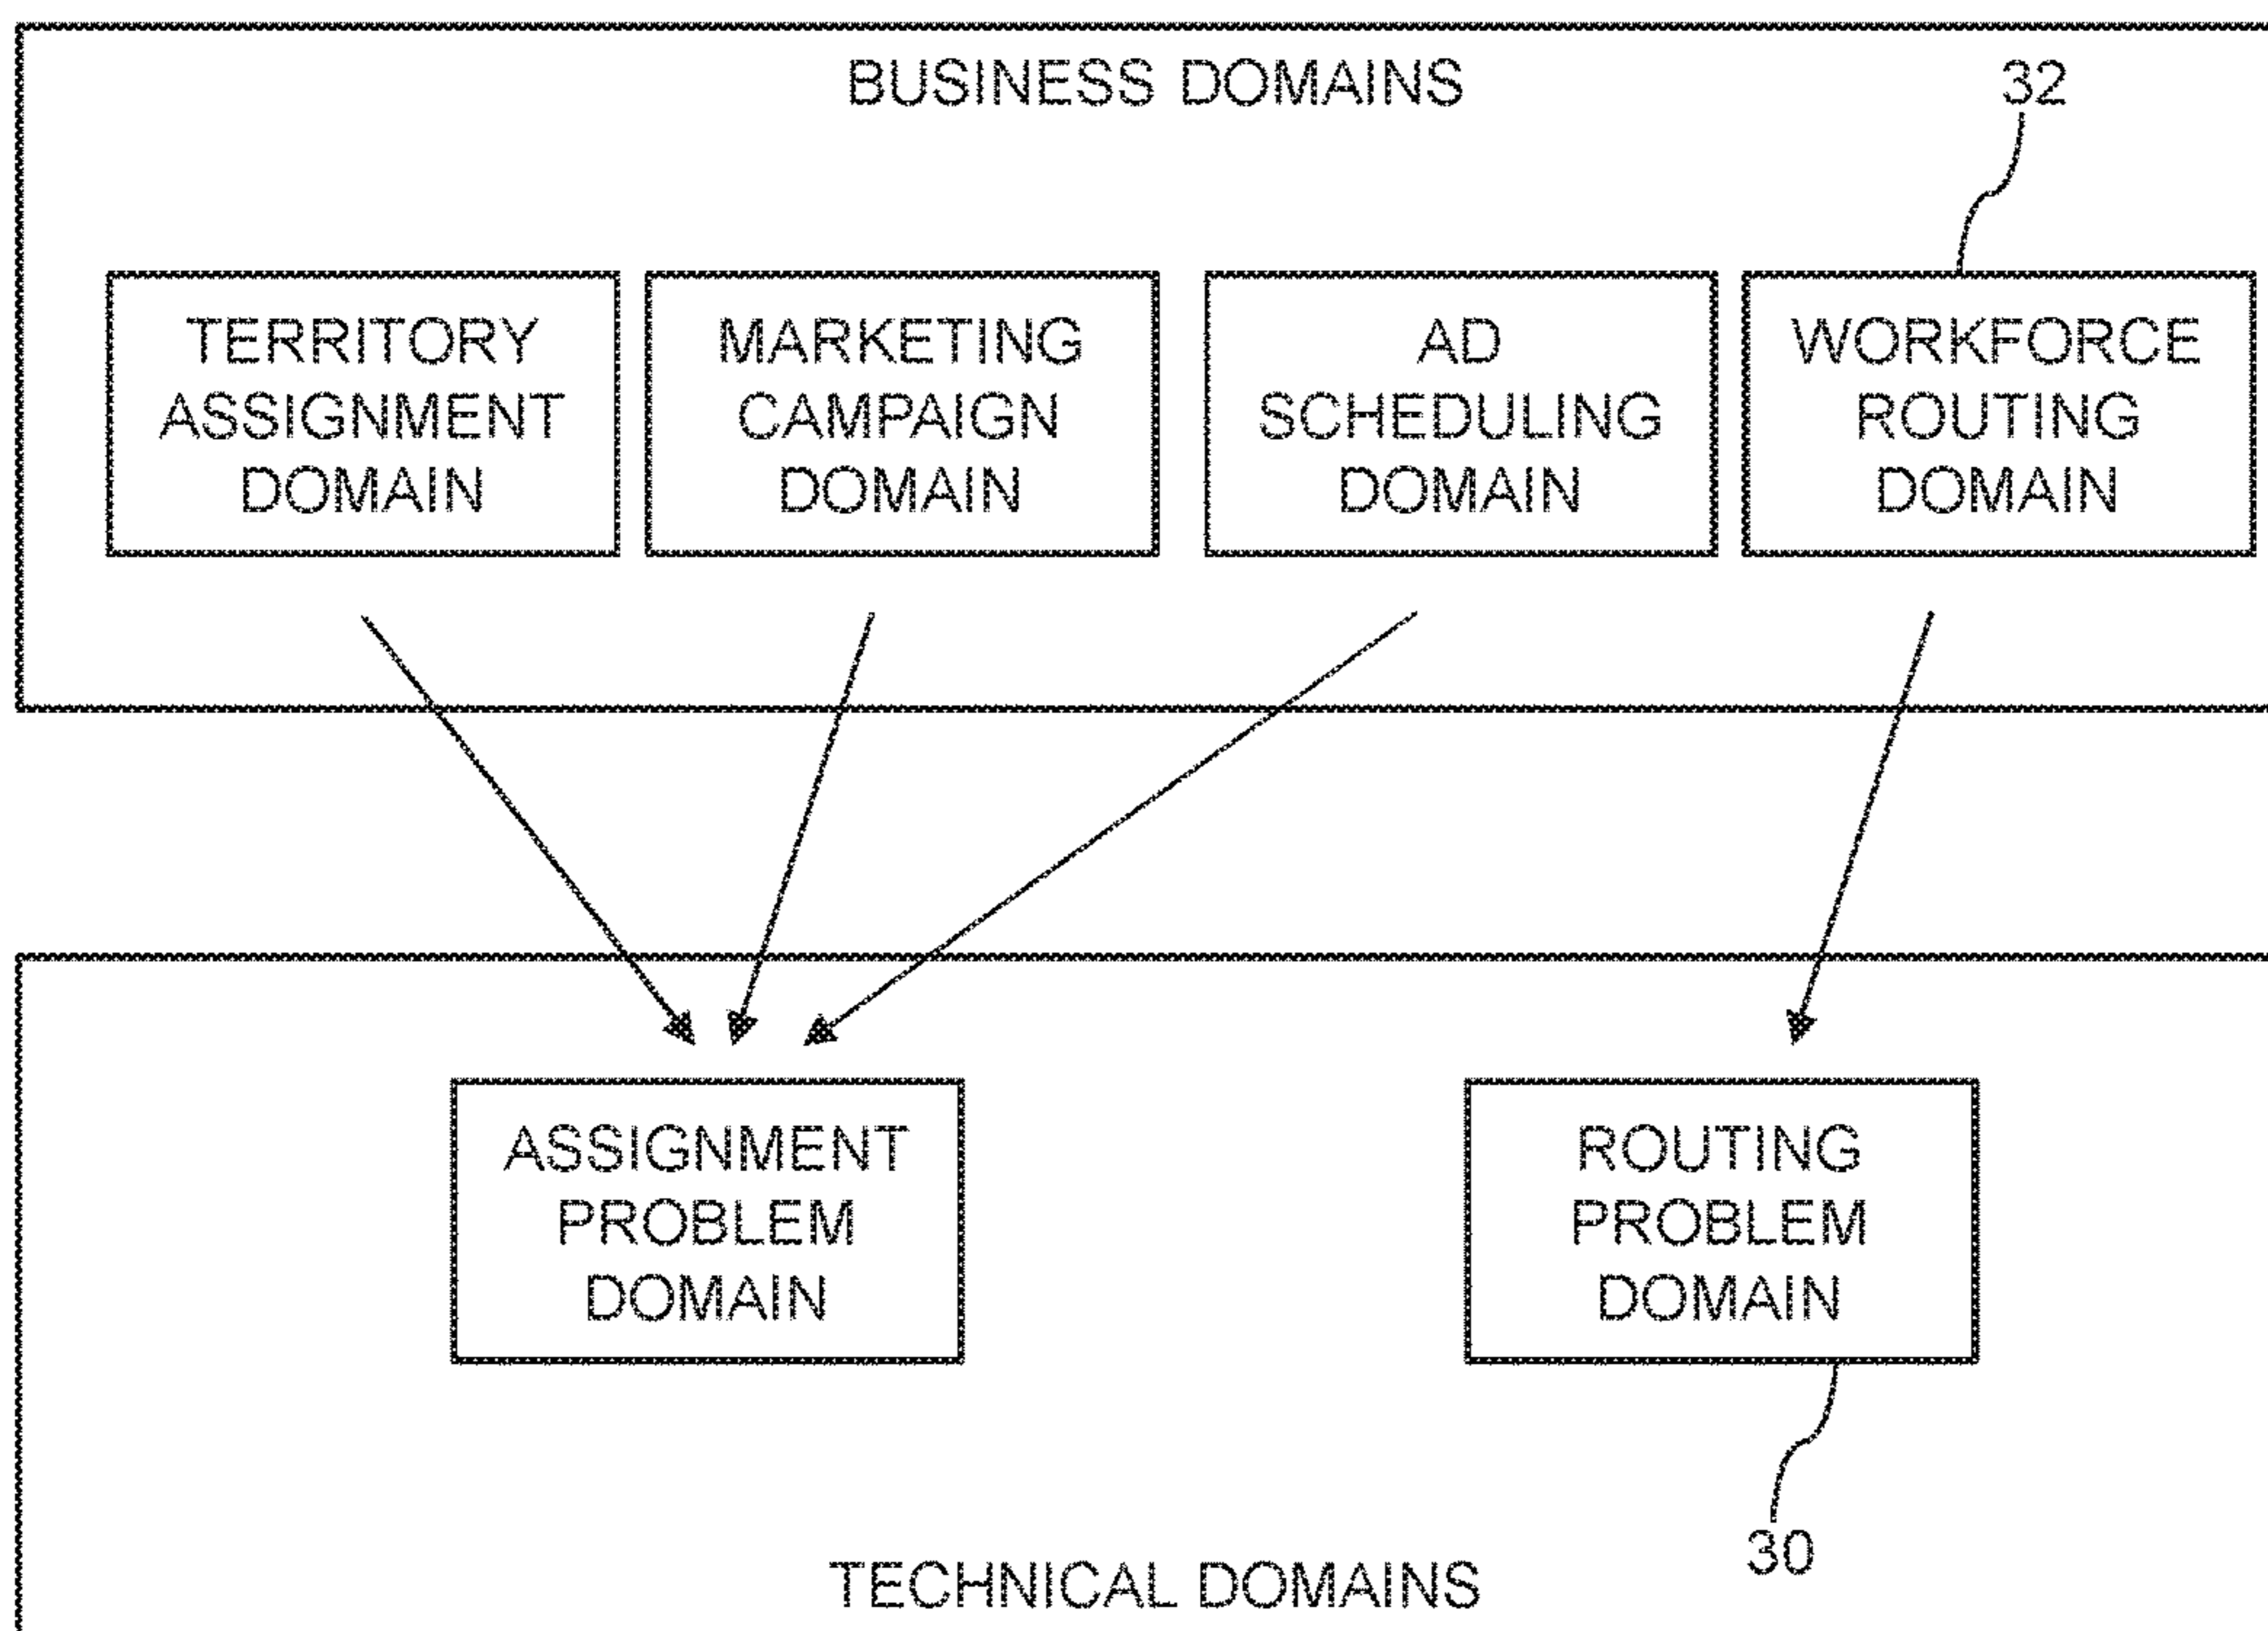 BUSINESS DOMAINS
32
TERRITORY
ASSIGNMENT
DOMAIN
MARKETING
CAMPAIGN
DOMAIN
AD
SCHEDULING
DOMAIN
WORKFORCE
ROUTING
DOMAIN
ASSIGNMENT
PROBLEM
DOMAIN
ROUTING
PROBLEM
DOMAIN
30
TECHNICAL DOMAINS